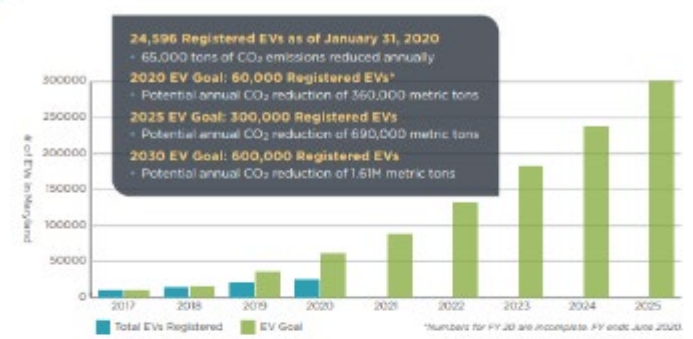 24,596 Registered EVs as of January 31, 2020
• 65,000 tons of CO₂ emissions reduced annually
2020 EV Goal: 60,000 Registered EVs*
• Potential annual CO₂ reduction of 360,000 metric tons
2025 EV Goal: 300,000 Registered EVs
• Potential annual CO₂ reduction of 690,000 metric tons
2030 EV Goal: 600,000 Registered EVs
• Potential annual CO₂ reduction of 1.61M metric tons
# of EVs in Maryland
300000
250000
200000
150000
100000
50000
0
2017 2018 2019 2020 2021 2022 2023 2024 2025
Total EVs Registered EV Goal
*Numbers for FY 20 are incomplete. FY ends June 2020.